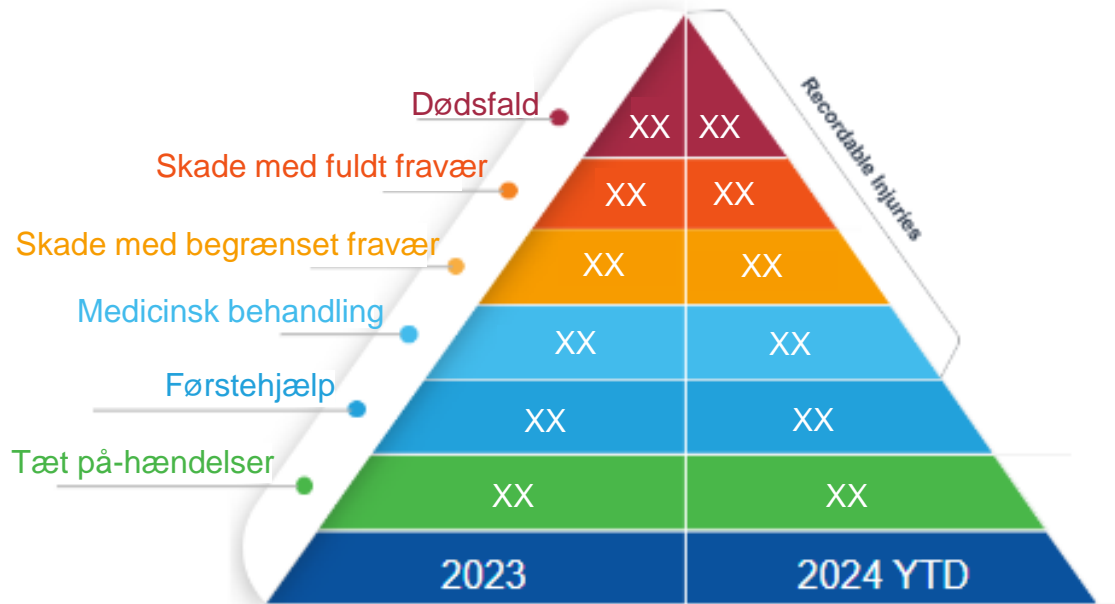 Dødsfald
XX XX
Recordable Injuries
Skade med fuldt fravær
XX XX
Skade med begrænset fravær
XX XX
Medicinsk behandling
XX XX
Førstehjælp
XX XX
Tæt på-hændelser
XX XX
2023 2024 YTD